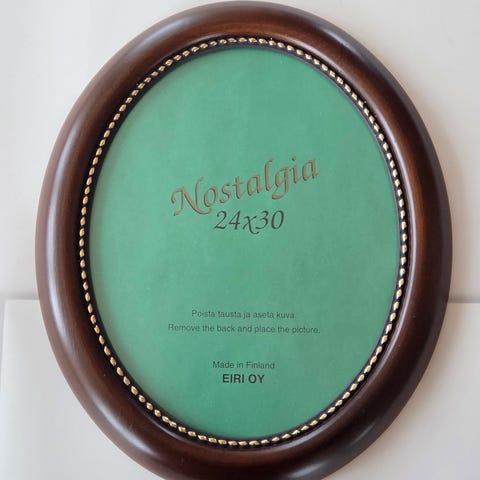 Nostalgia
24x30
Poista tausta ja aseta kuva.
Remove the back and place the picture.
Made in Finland
EIRI OY